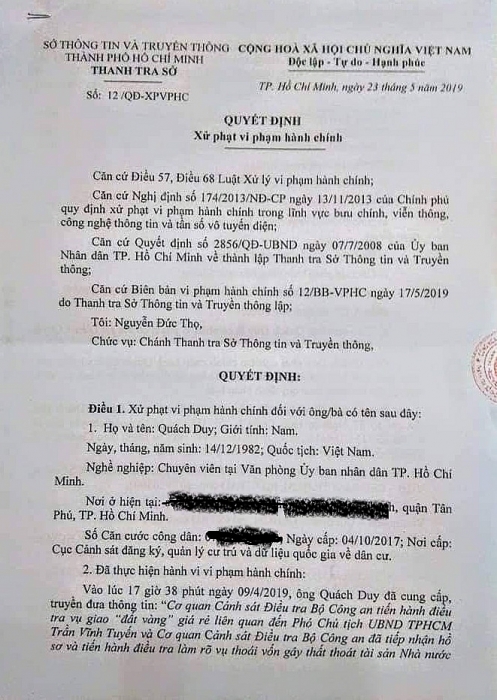 SỞ THÔNG TIN VÀ TRUYỀN THÔNG
THÀNH PHỐ HỒ CHÍ MINH
THANH TRA SỞ
Số: 12 /QĐ-XPVPHC
CỘNG HOÀ XÃ HỘI CHỦ NGHĨA VIỆT NAM
Độc lập - Tự do - Hạnh phúc
TP. Hồ Chí Minh, ngày 23 tháng 5 năm 2019
QUYẾT ĐỊNH
Xử phạt vi phạm hành chính
Căn cứ Điều 57, Điều 68 Luật Xử lý vi phạm hành chính;
Căn cứ Nghị định số 174/2013/NĐ-CP ngày 13/11/2013 của Chính phủ
quy định xử phạt vi phạm hành chính trong lĩnh vực bưu chính, viễn thông,
công nghệ thông tin và tần số vô tuyến điện;
Căn cứ Quyết định số 2856/QĐ-UBND ngày 07/7/2008 của Ủy ban
Nhân dân TP. Hồ Chí Minh về thành lập Thanh tra Sở Thông tin và Truyền
thông;
Căn cứ Biên bản vi phạm hành chính số 12/BB-VPHC ngày 17/5/2019
do Thanh tra Sở Thông tin và Truyền thông lập;
Tôi: Nguyễn Đức Thọ,
Chức vụ: Chánh Thanh tra Sở Thông tin và Truyền thông,
QUYẾT ĐỊNH:
Điều 1. Xử phạt vi phạm hành chính đối với ông/bà có tên sau đây:
1. Họ và tên: Quách Duy; Giới tính: Nam.
Ngày, tháng, năm sinh: 14/12/1982; Quốc tịch: Việt Nam.
Nghề nghiệp: Chuyên viên tại Văn phòng Ủy ban nhân dân TP. Hồ Chí
Minh.
Nơi ở hiện tại: h, quận Tân
Phú, TP. Hồ Chí Minh.
Số Căn cước công dân: Ngày cấp: 04/10/2017; Nơi cấp:
Cục Cảnh sát đăng ký, quản lý cư trú và dữ liệu quốc gia về dân cư.
2. Đã thực hiện hành vi vi phạm hành chính:
Vào lúc 17 giờ 38 phút ngày 09/4/2019, ông Quách Duy đã cung cấp,
truyền đưa thông tin: "Cơ quan Cảnh sát Điều tra Bộ Công an tiến hành điều
tra vụ giao "đất vàng" giá rẻ liên quan đến Phó Chủ tịch UBND TPHCM
Trần Vĩnh Tuyến và Cơ quan Cảnh sát Điều tra Bộ Công an đã tiếp nhận hồ
sơ và tiến hành điều tra làm rõ vụ thoái vốn gây thất thoát tài sản Nhà nước